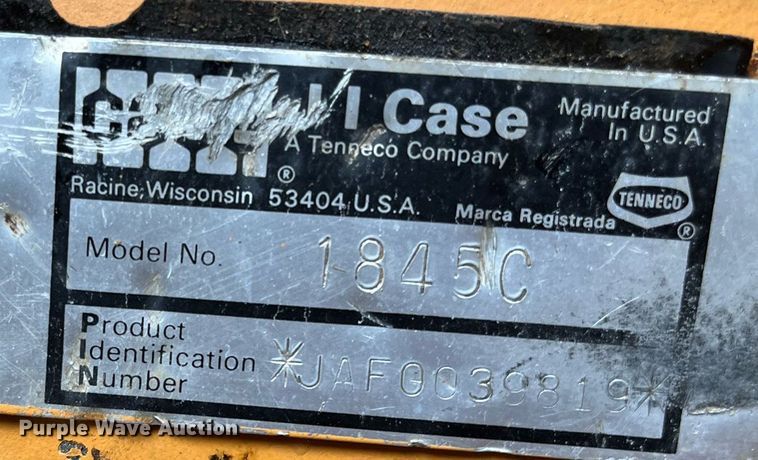 JI Case
A Tenneco Company
Manufactured
In U.S.A.
Racine, Wisconsin 53404 U.S.A.
Marca Registrada
TENNECO
Model No. 1845C
Product
Identification
Number
*JAF0039819*
Purple Wave Auction